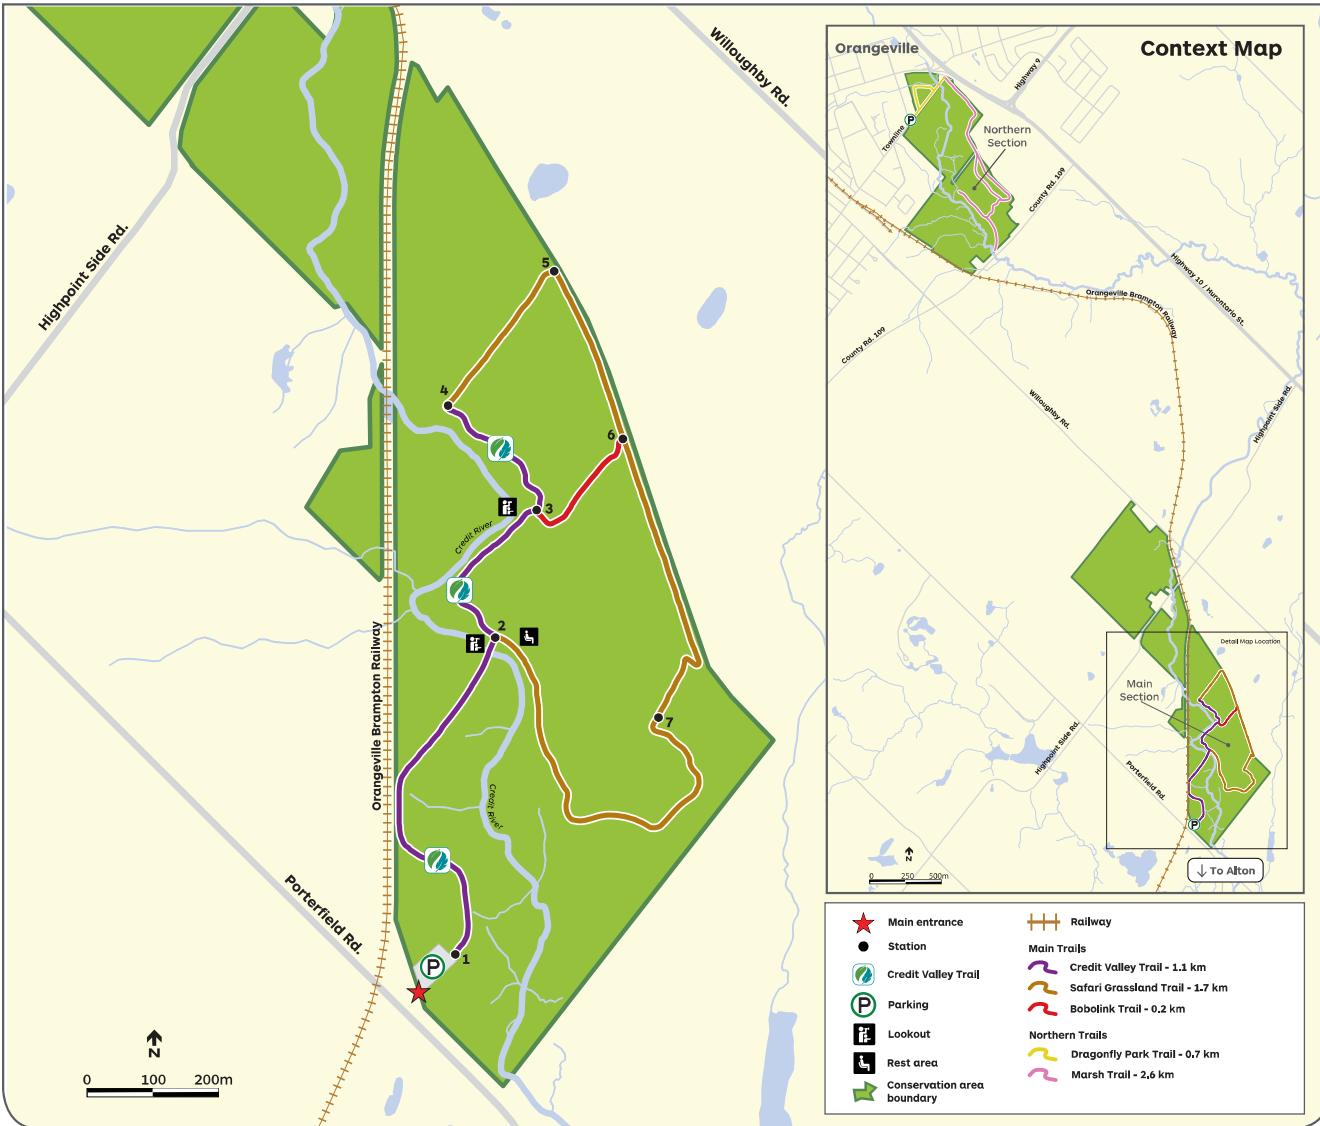 Willoughby Rd.
Highpoint Side Rd.
5
4
6
3
Credit River
2
Orangeville Brampton Railway
7
Credit River
Porterfield Rd.
1
P
N
0 100 200m
Context Map
Orangeville
Highway 9
P
Townline
Northern
Section
County Rd. 109
Highway 10 / Hurontario St.
Orangeville Brampton Railway
County Rd. 109
Willoughby Rd.
Highpoint Side Rd.
Detail Map Location
Main
Section
Highpoint Side Rd.
Porterfield Rd.
P
N
0 250 500m
↓ To Alton
Main entrance
Station
Credit Valley Trail
P Parking
Lookout
Rest area
Conservation area
boundary
Railway
Main Trails
Credit Valley Trail - 1.1 km
Safari Grassland Trail - 1.7 km
Bobolink Trail - 0.2 km
Northern Trails
Dragonfly Park Trail - 0.7 km
Marsh Trail - 2,6 km